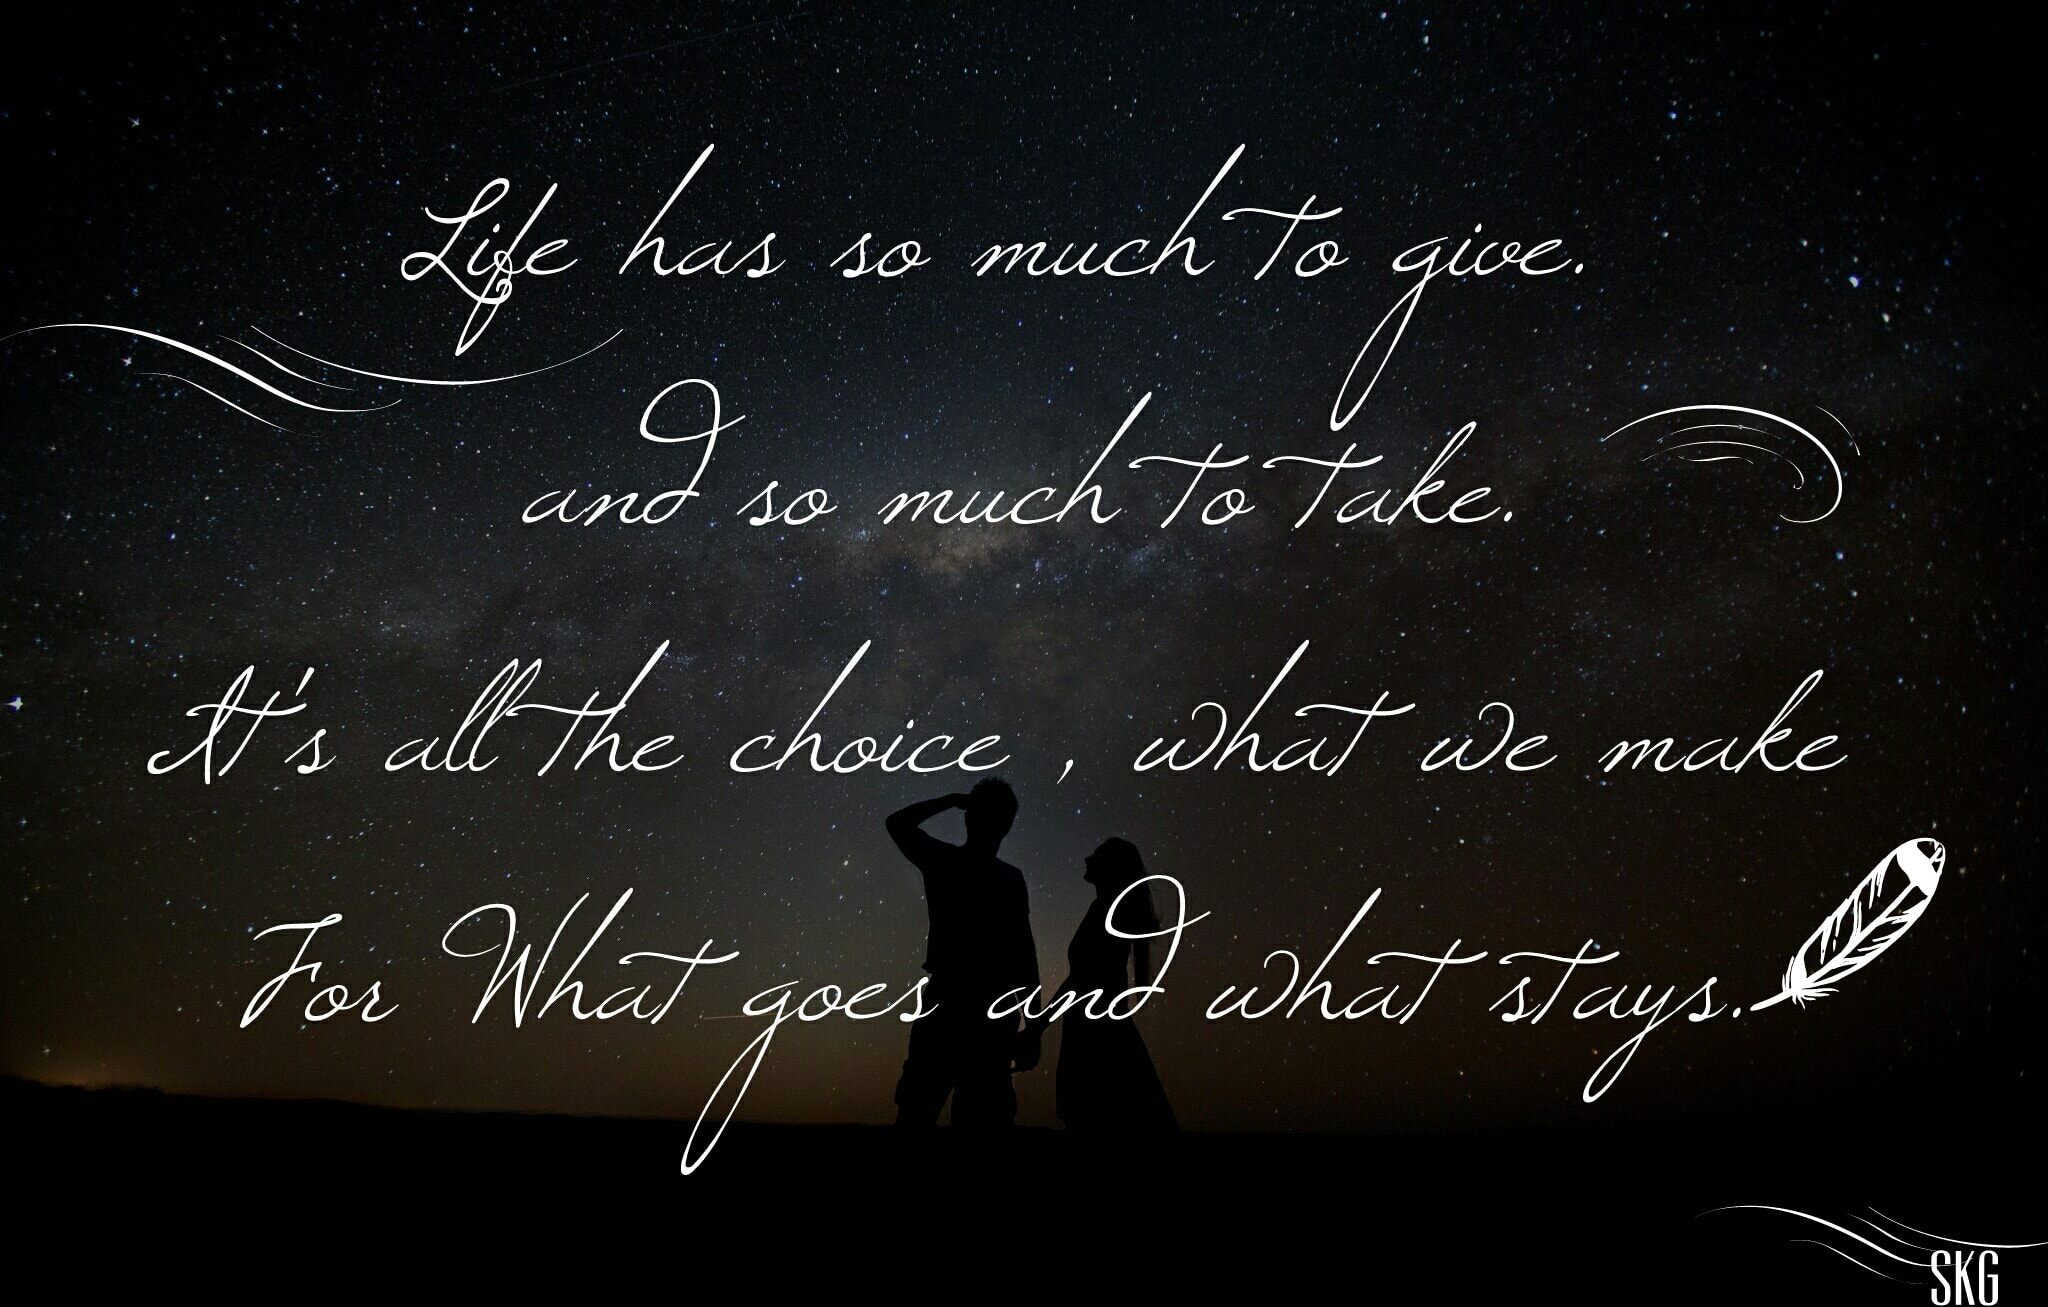 Life has so much to give.
and so much to take.
It's all the choice , what we make
For What goes and what stays.
SKG